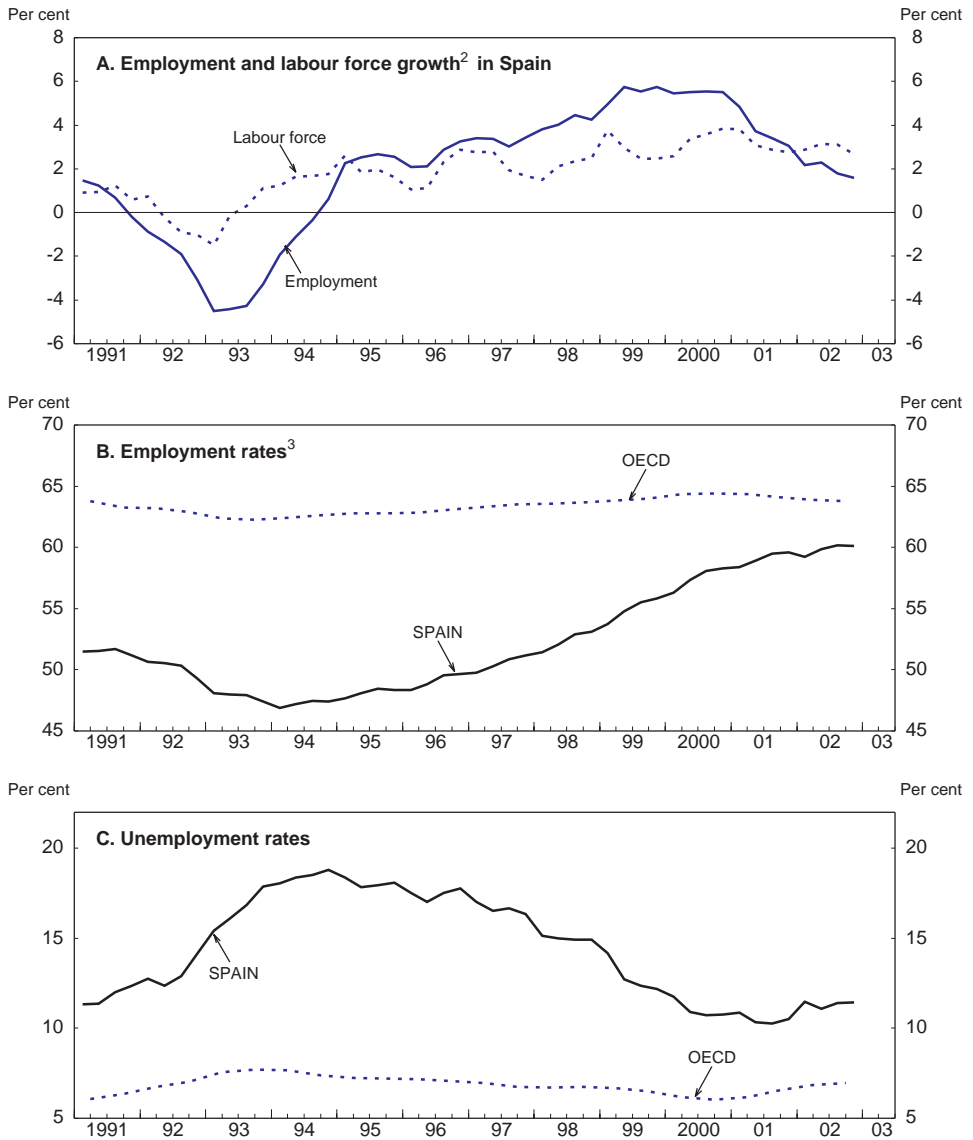 Per cent Per cent
8 8
A. Employment and labour force growth² in Spain
6 6
Labour force
4 4
2 2
0 0
-2 -2
Employment
-4 -4
-6 -6
1991 92 93 94 95 96 97 98 99 2000 01 02 03
Per cent Per cent
70 70
B. Employment rates³
OECD
65 65
60 60
55 55
SPAIN
50 50
45 45
1991 92 93 94 95 96 97 98 99 2000 01 02 03
Per cent Per cent
C. Unemployment rates
20 20
15 15
SPAIN
10 10
OECD
5 5
1991 92 93 94 95 96 97 98 99 2000 01 02 03